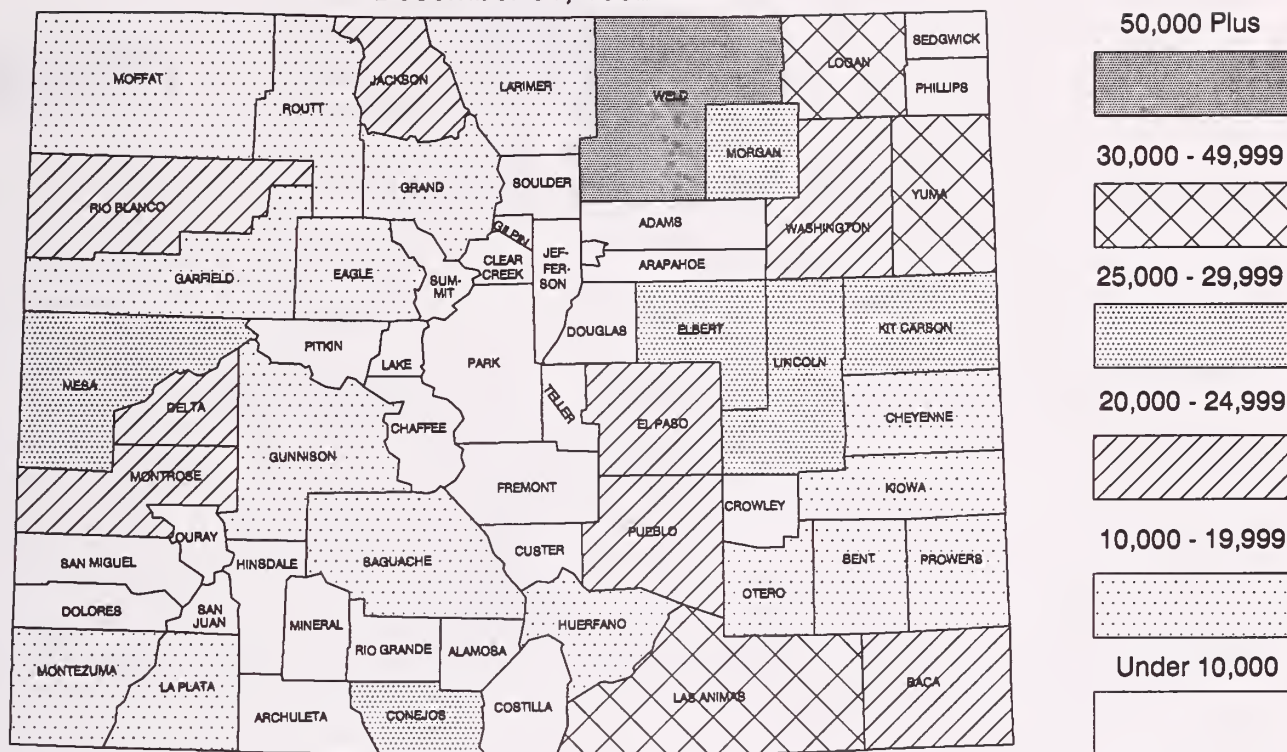 50,000 Plus
30,000 - 49,999
25,000 - 29,999
20,000 - 24,999
10,000 - 19,999
Under 10,000
MOFFAT
ROUTT
JACKSON
LARIMER
WELD
LOGAN
SEDGWICK
PHILLIPS
MORGAN
RIO BLANCO
GRAND
BOULDER
GILPIN
ADAMS
WASHINGTON
YUMA
GARFIELD
EAGLE
SUM-
MIT
CLEAR
CREEK
JEF-
FER-
SON
ARAPAHOE
DOUGLAS
ELBERT
LINCOLN
KIT CARSON
MESA
PITKIN
LAKE
PARK
TELLER
DELTA
CHAFFEE
EL PASO
CHEYENNE
MONTROSE
GUNNISON
FREMONT
CROWLEY
KIOWA
PUEBLO
OURAY
SAN MIGUEL
HINSDALE
SAGUACHE
CUSTER
OTERO
BENT
PROWERS
DOLORES
SAN
JUAN
MINERAL
RIO GRANDE
ALAMOSA
HUERFANO
MONTEZUMA
LA PLATA
ARCHULETA
CONEJOS
COSTILLA
LAS ANIMAS
BACA